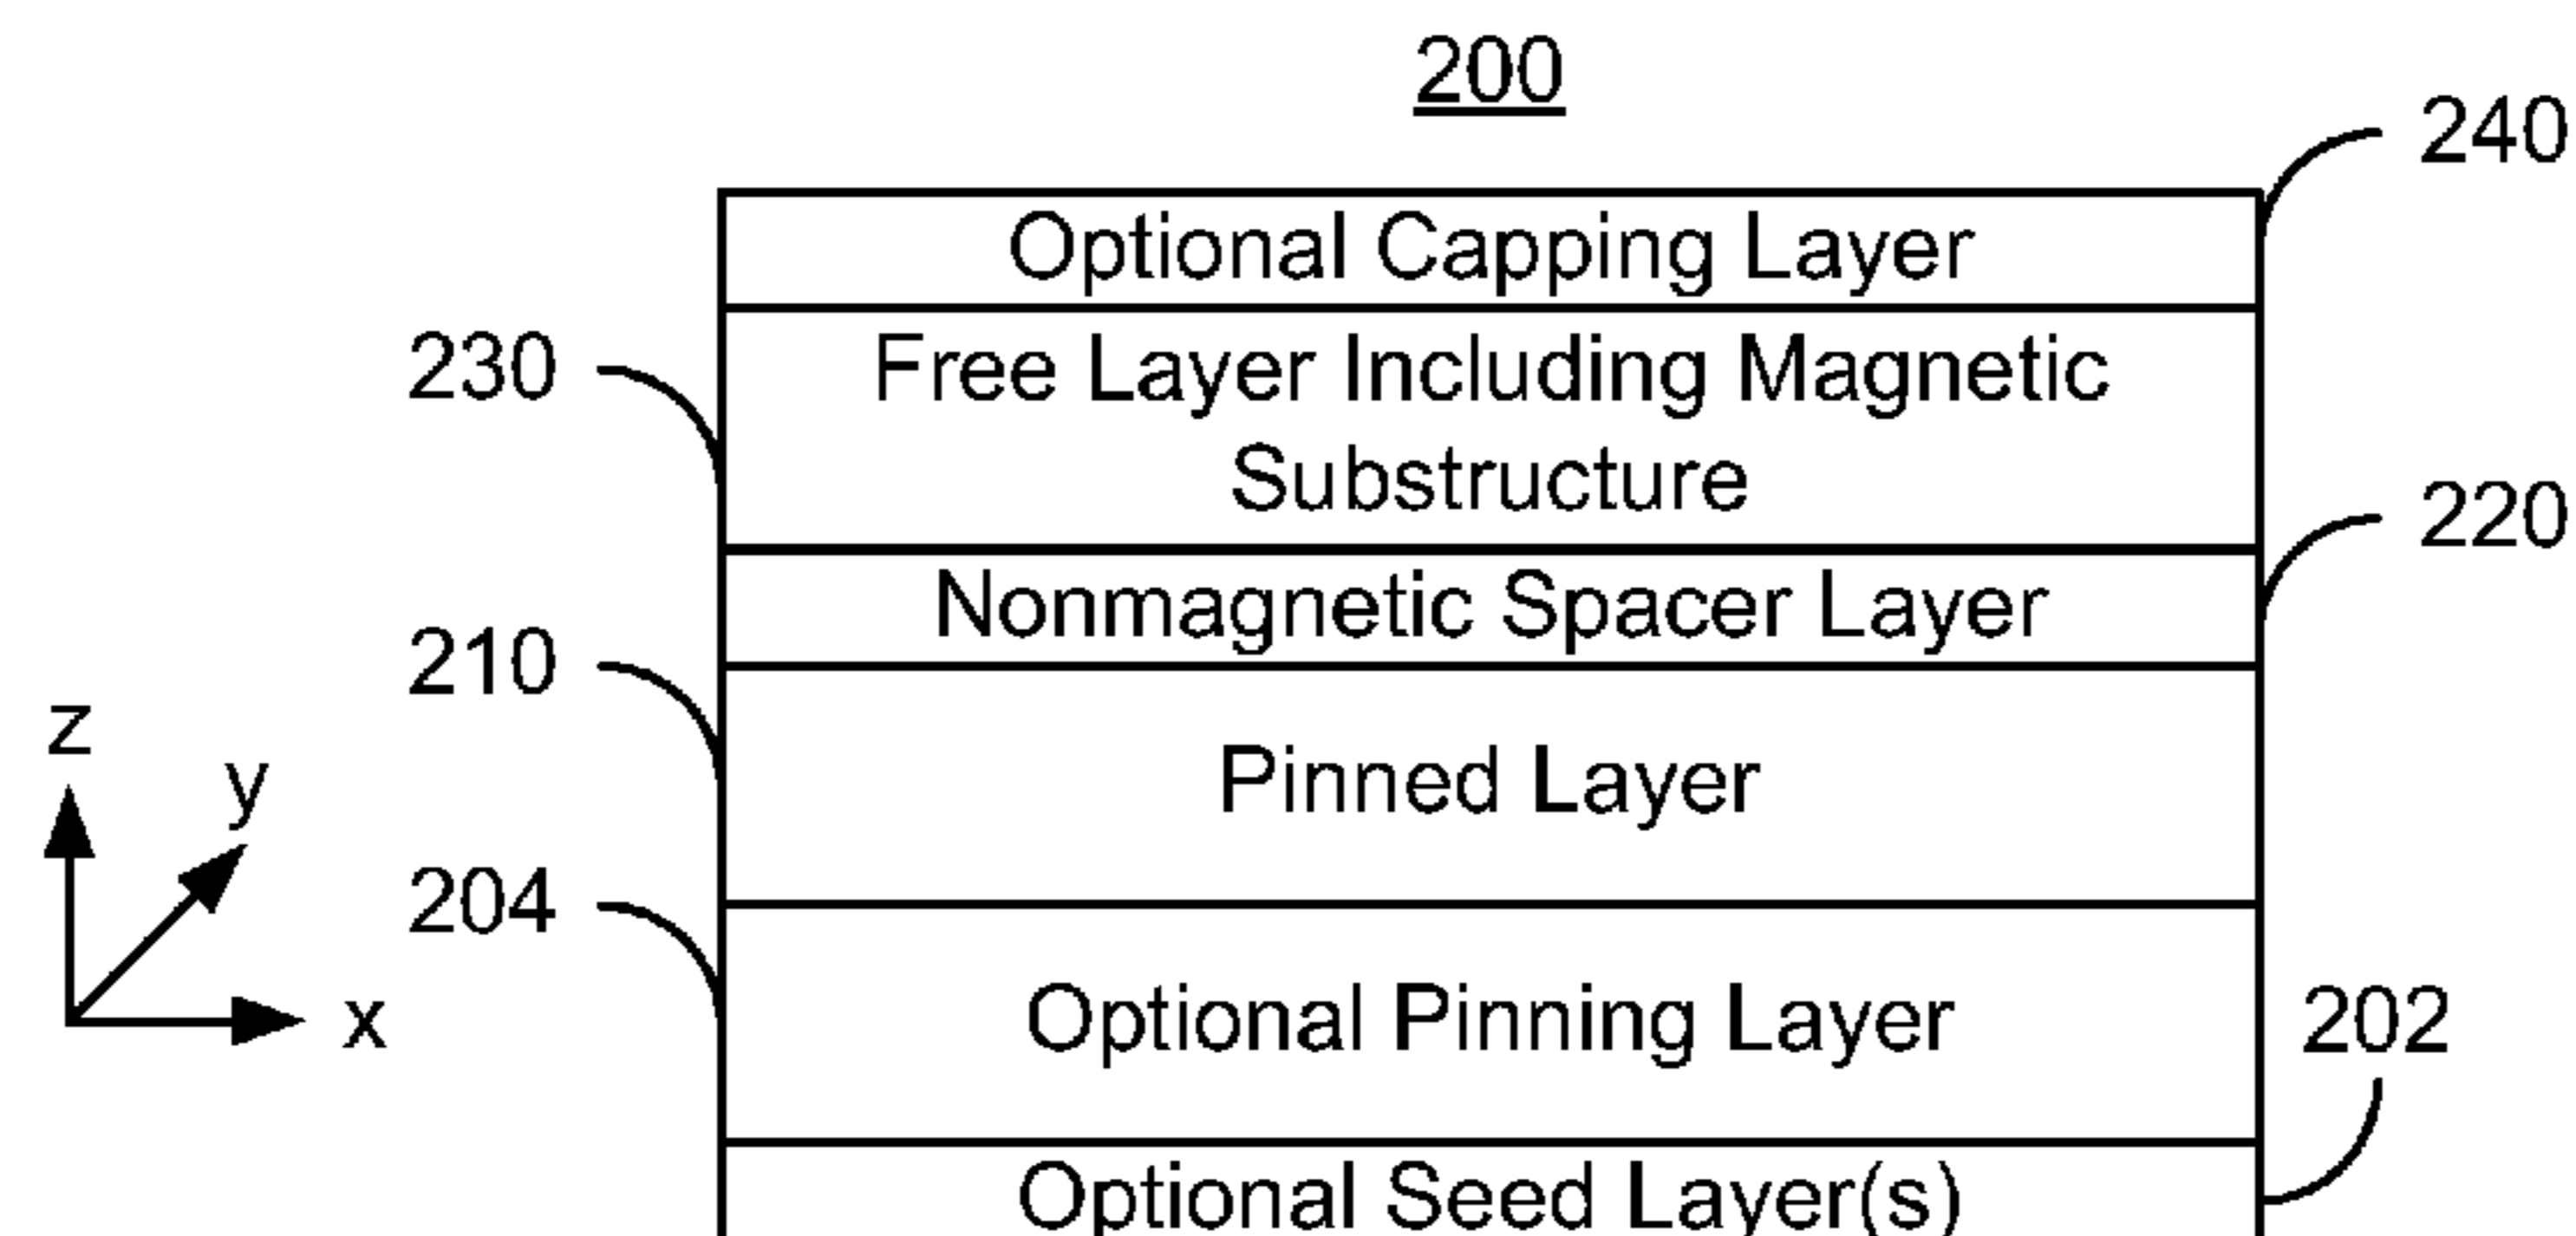 200
240
Optional Capping Layer
230
Free Layer Including Magnetic
Substructure
220
Nonmagnetic Spacer Layer
210
Pinned Layer
z
y
x
204
Optional Pinning Layer
202
Optional Seed Layer(s)